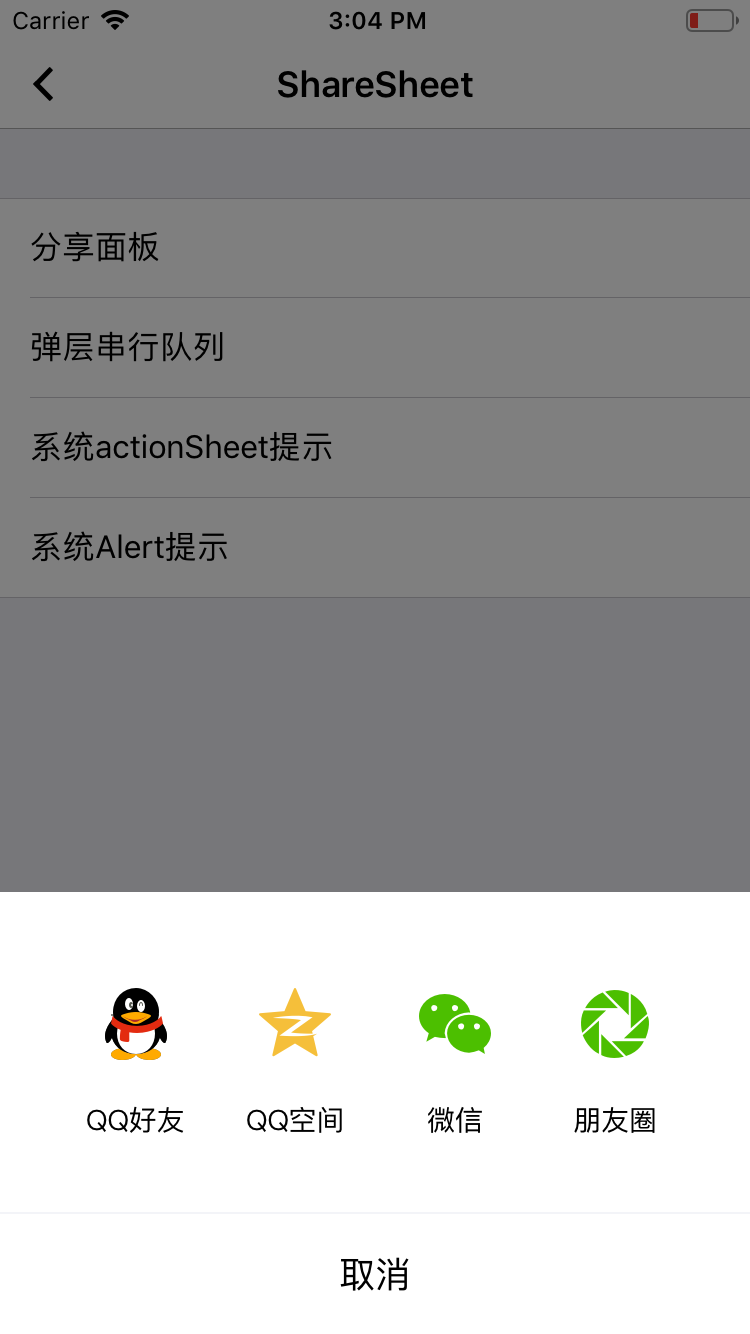 Carrier 3:04 PM
ShareSheet
分享面板
弹层串行队列
系统actionSheet提示
系统Alert提示
QQ好友 QQ空间 微信 朋友圈
取消